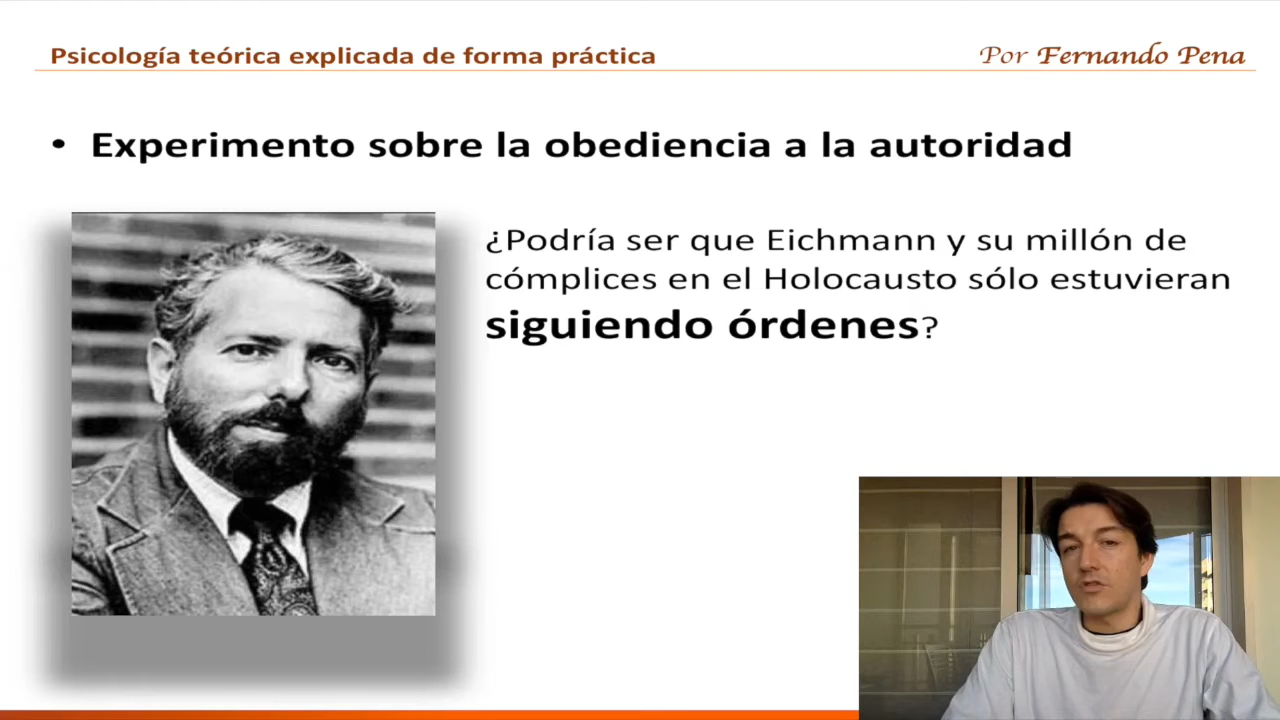 Psicología teórica explicada de forma práctica
Por Fernando Pena
• Experimento sobre la obediencia a la autoridad
¿Podría ser que Eichmann y su millón de
cómplices en el Holocausto sólo estuvieran
siguiendo órdenes?